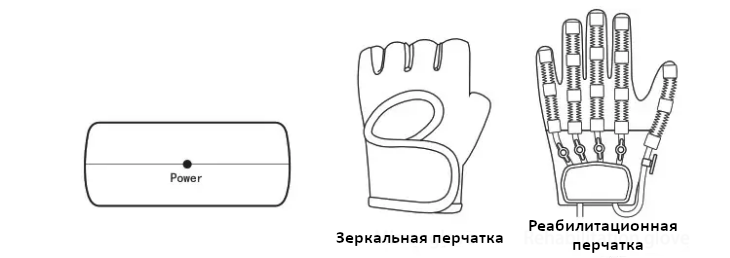 Power
Зеркальная перчатка
Реабилитационная
перчатка